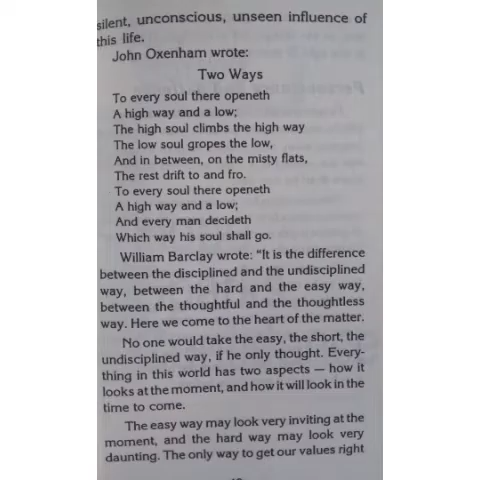 silent, unconscious, unseen influence of
this life.
John Oxenham wrote:
Two Ways
To every soul there openeth
A high way and a low;
The high soul climbs the high way
The low soul gropes the low,
And in between, on the misty flats,
The rest drift to and fro.
To every soul there openeth
A high way and a low;
And every man decideth
Which way his soul shall go.
William Barclay wrote: “It is the difference
between the disciplined and the undisciplined
way, between the hard and the easy way,
between the thoughtful and the thoughtless
way. Here we come to the heart of the matter.
No one would take the easy, the short, the
undisciplined way, if he only thought. Every-
thing in this world has two aspects — how it
looks at the moment, and how it will look in the
time to come.
The easy way may look very inviting at the
moment, and the hard way may look very
daunting. The only way to get our values right